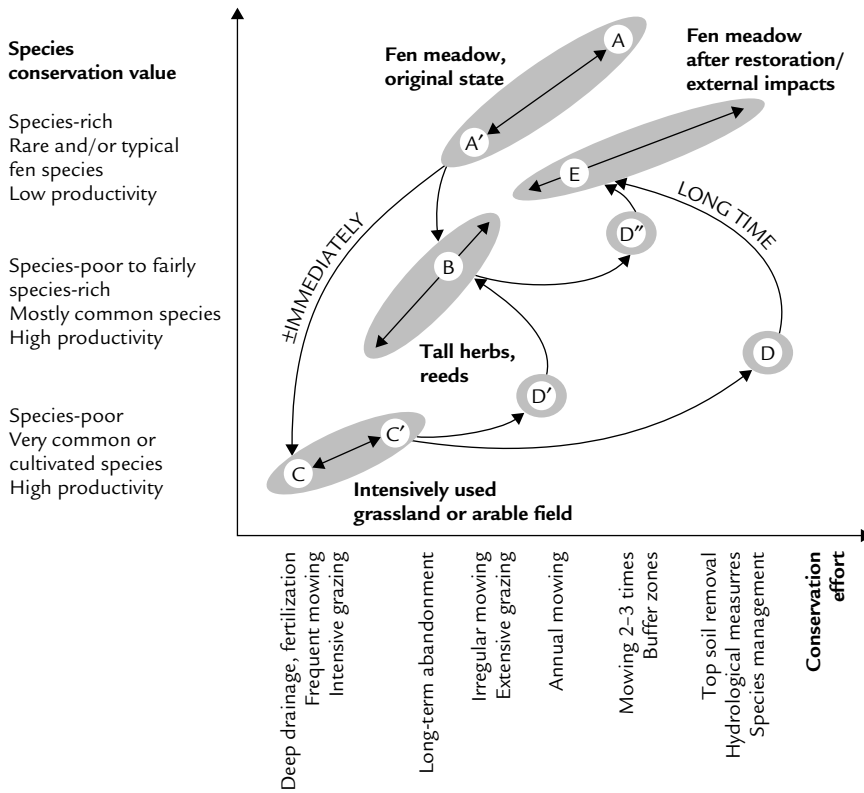 Species
conservation value
Species-rich
Rare and/or typical
fen species
Low productivity
Species-poor to fairly
species-rich
Mostly common species
High productivity
Species-poor
Very common or
cultivated species
High productivity
Fen meadow,
original state
A
A′
Fen meadow
after restoration/
external impacts
E
LONG TIME
±IMMEDIATELY
B
D″
Tall herbs,
reeds
D
D′
C′
C
Intensively used
grassland or arable field
Deep drainage, fertilization
Frequent mowing
Intensive grazing
Long-term abandonment
Irregular mowing
Extensive grazing
Annual mowing
Mowing 2–3 times
Buffer zones
Top soil removal
Hydrological measurres
Species management
Conservation
effort